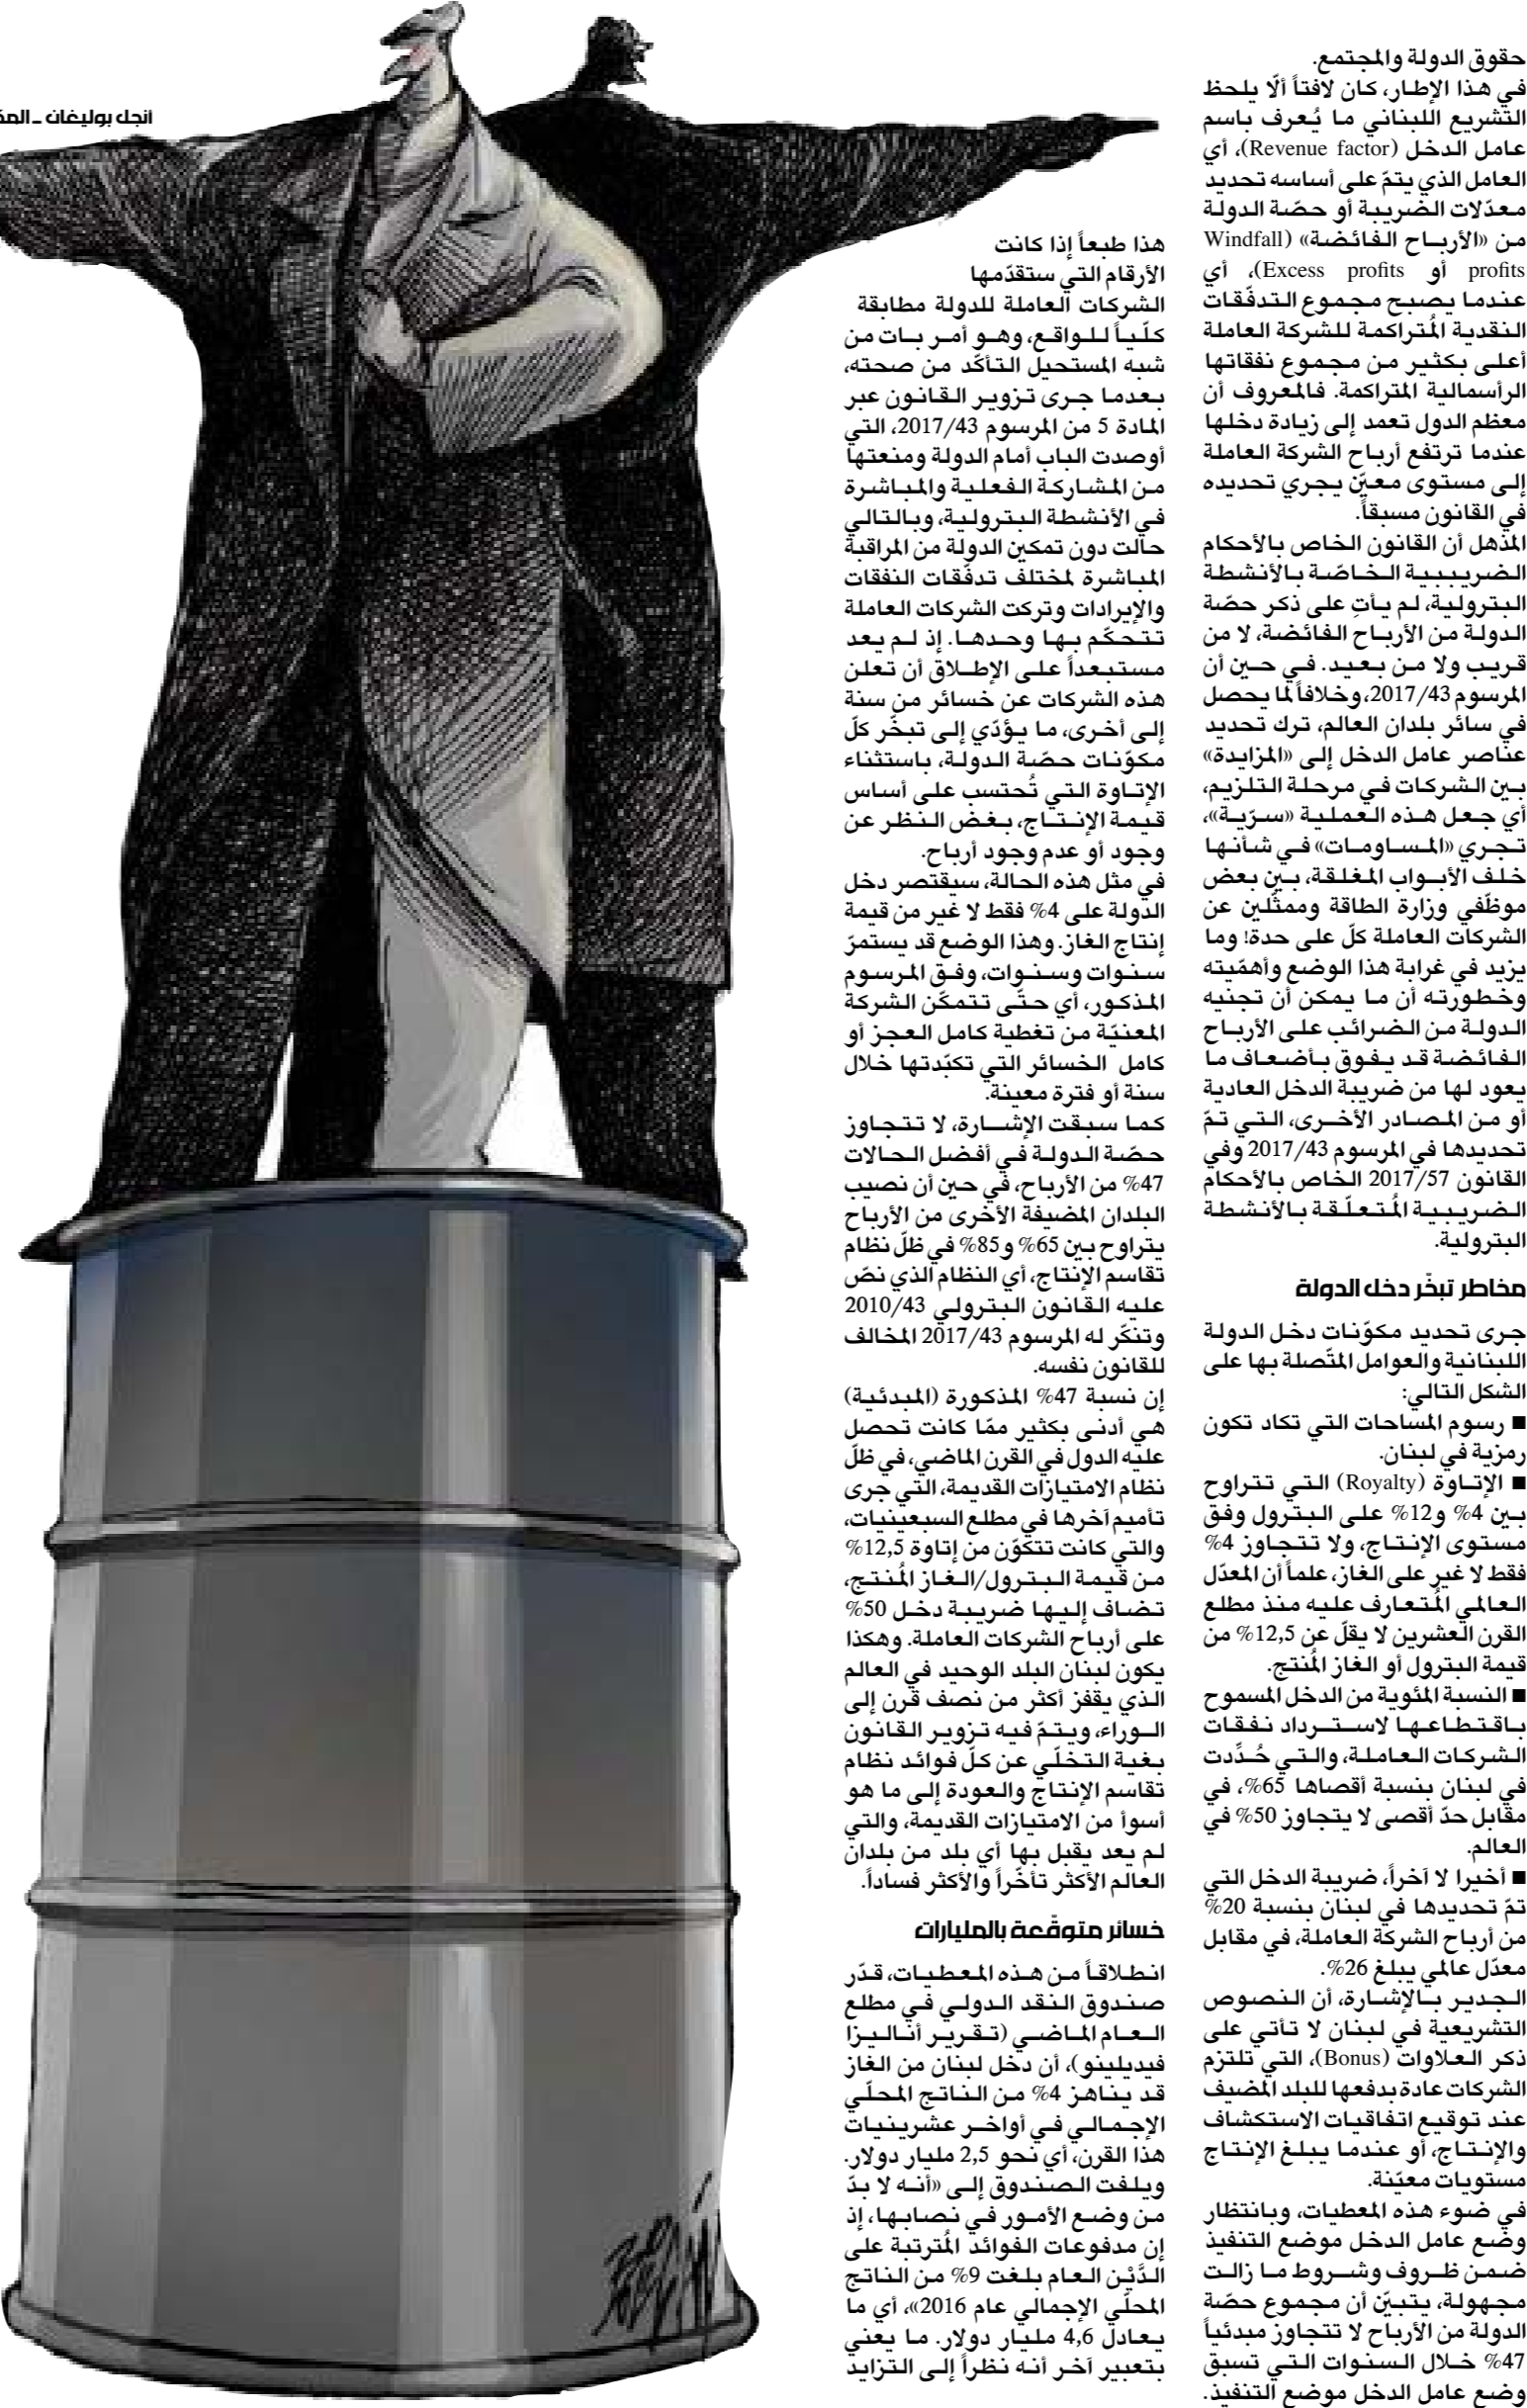 أنجل بوليغان ـ المك
حقوق الدولة والمجتمع.
في هذا الإطار، كان لافتاً ألّا يلحظ
التشريع اللبناني ما يُعرف باسم
عامل الدخل (Revenue factor)، أي
العامل الذي يتمّ على أساسه تحديد
معدّلات الضريبة أو حصّة الدولة
من «الأرباح الفائضة» (Windfall
profits أو Excess profits)، أي
عندما يصبح مجموع التدفّقات
النقدية المُتراكمة للشركة العاملة
أعلى بكثير من مجموع نفقاتها
الرأسمالية المتراكمة. فالمعروف أن
معظم الدول تعمد إلى زيادة دخلها
عندما ترتفع أرباح الشركة العاملة
إلى مستوى معيّن يجري تحديده
في القانون مسبقاً.
المذهل أن القانون الخاص بالأحكام
الضريببية الخاصّة بالأنشطة
البترولية، لم يأتِ على ذكر حصّة
الدولة من الأرباح الفائضة، لا من
قريب ولا من بعيد. في حين أن
المرسوم 2017/43، وخلافاً لما يحصل
في سائر بلدان العالم، ترك تحديد
عناصر عامل الدخل إلى «المزايدة»
بين الشركات في مرحلة التلزيم،
أي جعل هذه العملية «سرّية»،
تجري «المساومات» في شأنها
خلف الأبواب المغلقة، بين بعض
موظّفي وزارة الطاقة وممثّلين عن
الشركات العاملة كلّ على حدة! وما
يزيد في غرابة هذا الوضع وأهمّيته
وخطورته أن ما يمكن أن تجنيه
الدولة من الضرائب على الأرباح
الفائضة قد يفوق بأضعاف ما
يعود لها من ضريبة الدخل العادية
أو من المصادر الأخرى، التي تمّ
تحديدها في المرسوم 2017/43 وفي
القانون 2017/57 الخاص بالأحكام
الضريبية المُتعلّقة بالأنشطة
البترولية.
مخاطر تبخّر دخل الدولة
جرى تحديد مكوّنات دخل الدولة
اللبنانية والعوامل المتّصلة بها على
الشكل التالي:
■ رسوم المساحات التي تكاد تكون
رمزية في لبنان.
■ الإتاوة (Royalty) التي تتراوح
بين 4% و12% على البترول وفق
مستوى الإنتاج، ولا تتجاوز 4%
فقط لا غير على الغاز، علماً أن المعدّل
العالمي المُتعارف عليه منذ مطلع
القرن العشرين لا يقلّ عن 12,5% من
قيمة البترول أو الغاز المُنتج.
■ النسبة المئوية من الدخل المسموح
باقتطاعها لاسترداد نفقات
الشركات العاملة، والتي حُدِّدت
في لبنان بنسبة أقصاها 65%، في
مقابل حدّ أقصى لا يتجاوز 50% في
العالم.
■ أخيرا لا آخراً، ضريبة الدخل التي
تمّ تحديدها في لبنان بنسبة 20%
من أرباح الشركة العاملة، في مقابل
معدّل عالمي يبلغ 26%.
الجدير بالإشارة، أن النصوص
التشريعية في لبنان لا تأتي على
ذكر العلاوات (Bonus)، التي تلتزم
الشركات عادة بدفعها للبلد المضيف
عند توقيع اتفاقيات الاستكشاف
والإنتاج، أو عندما يبلغ الإنتاج
مستويات معيّنة.
في ضوء هذه المعطيات، وبانتظار
وضع عامل الدخل موضع التنفيذ
ضمن ظروف وشروط ما زالت
مجهولة، يتبيّن أن مجموع حصّة
الدولة من الأرباح لا تتجاوز مبدئياً
47% خلال السنوات التي تسبق
وضع عامل الدخل موضع التنفيذ.
هذا طبعاً إذا كانت
الأرقام التي ستقدّمها
الشركات العاملة للدولة مطابقة
كلّياً للواقع، وهو أمر بات من
شبه المستحيل التأكّد من صحته،
بعدما جرى تزوير القانون عبر
المادة 5 من المرسوم 2017/43، التي
أوصدت الباب أمام الدولة ومنعتها
من المشاركة الفعلية والمباشرة
في الأنشطة البترولية، وبالتالي
حالت دون تمكين الدولة من المراقبة
المباشرة لمختلف تدفّقات النفقات
والإيرادات وتركت الشركات العاملة
تتحكّم بها وحدها. إذ لم يعد
مستبعداً على الإطلاق أن تعلن
هذه الشركات عن خسائر من سنة
إلى أخرى، ما يؤدّي إلى تبخّر كلّ
مكوّنات حصّة الدولة، باستثناء
الإتاوة التي تُحتسب على أساس
قيمة الإنتاج، بغض النظر عن
وجود أو عدم وجود أرباح.
في مثل هذه الحالة، سيقتصر دخل
الدولة على 4% فقط لا غير من قيمة
إنتاج الغاز. وهذا الوضع قد يستمرّ
سنوات وسنوات، وفق المرسوم
المذكور، أي حتّى تتمكّن الشركة
المعنيّة من تغطية كامل العجز أو
كامل الخسائر التي تكبّدتها خلال
سنة أو فترة معينة.
كما سبقت الإشارة، لا تتجاوز
حصّة الدولة في أفضل الحالات
47% من الأرباح، في حين أن نصيب
البلدان المضيفة الأخرى من الأرباح
يتراوح بين 65% و85% في ظلّ نظام
تقاسم الإنتاج، أي النظام الذي نصّ
عليه القانون البترولي 2010/43
وتنكّر له المرسوم 2017/43 المخالف
للقانون نفسه.
إن نسبة 47% المذكورة (المبدئية)
هي أدنى بكثير ممّا كانت تحصل
عليه الدول في القرن الماضي، في ظلّ
نظام الامتيازات القديمة، التي جرى
تأميم آخرها في مطلع السبعينيات،
والتي كانت تتكوّن من إتاوة 12,5%
من قيمة البترول/الغاز المُنتج،
تضاف إليها ضريبة دخل 50%
على أرباح الشركات العاملة. وهكذا
يكون لبنان البلد الوحيد في العالم
الذي يقفز أكثر من نصف قرن إلى
الوراء، ويتمّ فيه تزوير القانون
بغية التخلّي عن كلّ فوائد نظام
تقاسم الإنتاج والعودة إلى ما هو
أسوأ من الامتيازات القديمة، والتي
لم يعد يقبل بها أي بلد من بلدان
العالم الأكثر تأخّراً والأكثر فساداً.
خسائر متوقّعة بالمليارات
انطلاقاً من هذه المعطيات، قدّر
صندوق النقد الدولي في مطلع
العام الماضي (تقرير أناليزا
فيديلينو)، أن دخل لبنان من الغاز
قد يناهز 4% من الناتج المحلّي
الإجمالي في أواخر عشرينيات
هذا القرن، أي نحو 2,5 مليار دولار.
ويلفت الصندوق إلى «أنه لا بدّ
من وضع الأمور في نصابها، إذ
إن مدفوعات الفوائد المُترتبة على
الدَّيْن العام بلغت 9% من الناتج
المحلّي الإجمالي عام 2016»، أي ما
يعادل 4,6 مليار دولار. ما يعني
بتعبير آخر أنه نظراً إلى التزايد